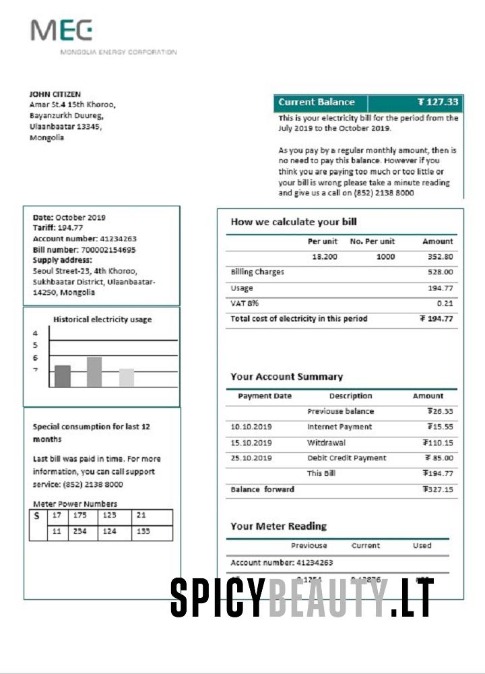 MEC
MONGOLIA ENERGY CORPORATION
JOHN CITIZEN
Amar St.4 15th Khoroo,
Bayanzurkh Duureg,
Ulaanbaatar 13345,
Mongolia
Current Balance ₮ 127.33
This is your electricity bill for the period from the
July 2019 to the October 2019.
As you pay by a regular monthly amount, then is
no need to pay this balance. However if you
think you are paying too much or too little or
your bill is wrong please take a minute reading
and give us a call on (852) 2138 8000
Date: October 2019
Tariff: 194.77
Account number: 41234263
Bill number: 700002154695
Supply address:
Seoul Street-23, 4th Khoroo,
Sukhbaatar District, Ulaanbaatar-
14250, Mongolia
Historical electricity usage
4
5
6
7
Special consumption for last 12
months
Last bill was paid in time. For more
information, you can call support
service: (852) 2138 8000
Meter Power Numbers
S 17 175 123 21
11 234 124 133
How we calculate your bill
Per unit No. Per unit Amount
18.200 1000 352.80
Billing Charges 528.00
Usage 194.77
VAT 8% 0.21
Total cost of electricity in this period ₮ 194.77
Your Account Summary
Payment Date Description Amount
Previouse balance ₮26.33
10.10.2019 Internet Payment ₮15.55
15.10.2019 Witdrawal ₮110.15
25.10.2019 Debit Credit Payment ₮ 85.00
This Bill ₮194.77
Balance forward ₮327.15
Your Meter Reading
Previouse Current Used
Account number: 41234263
SPICYBEAUTY.LT